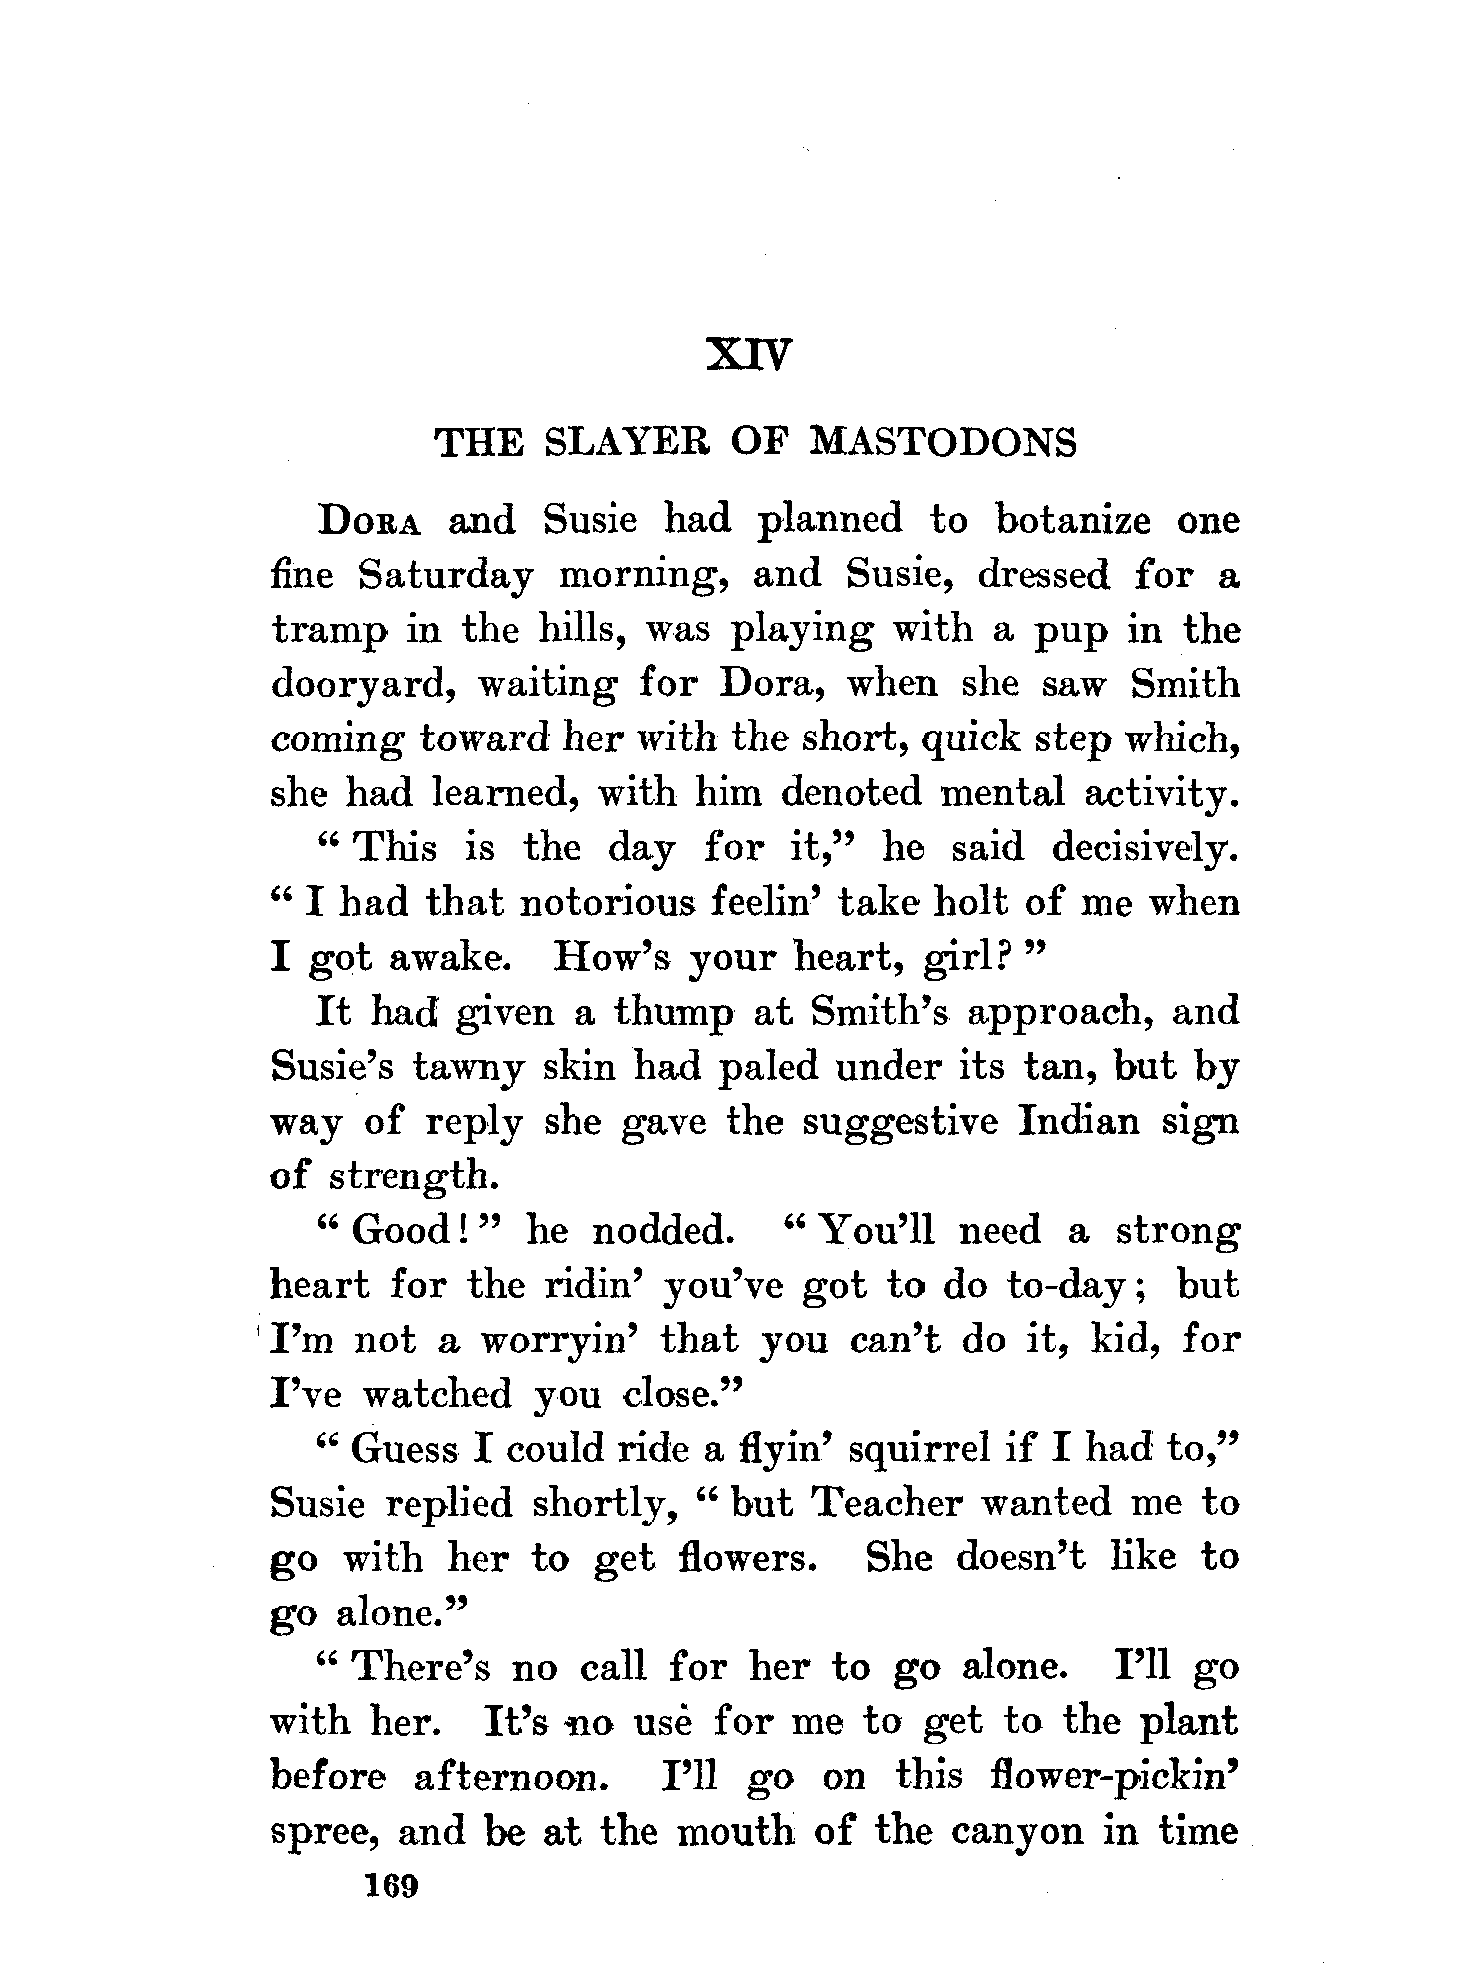 XIV
THE SLAYER OF MASTODONS
DORA and Susie had planned to botanize one
fine Saturday morning, and Susie, dressed for a
tramp in the hills, was playing with a pup in the
dooryard, waiting for Dora, when she saw Smith
coming toward her with the short, quick step which,
she had learned, with him denoted mental activity.
“ This is the day for it,” he said decisively.
“ I had that notorious feelin’ take holt of me when
I got awake. How’s your heart, girl? ”
It had given a thump at Smith’s approach, and
Susie’s tawny skin had paled under its tan, but by
way of reply she gave the suggestive Indian sign
of strength.
“ Good! ” he nodded. “ You’ll need a strong
heart for the ridin’ you’ve got to do to-day; but
I’m not a worryin’ that you can’t do it, kid, for
I’ve watched you close.”
“ Guess I could ride a flyin’ squirrel if I had to,”
Susie replied shortly, “ but Teacher wanted me to
go with her to get flowers. She doesn’t like to
go alone.”
“ There’s no call for her to go alone. I’ll go
with her. It’s no use for me to get to the plant
before afternoon. I’ll go on this flower-pickin’
spree, and be at the mouth of the canyon in time
169